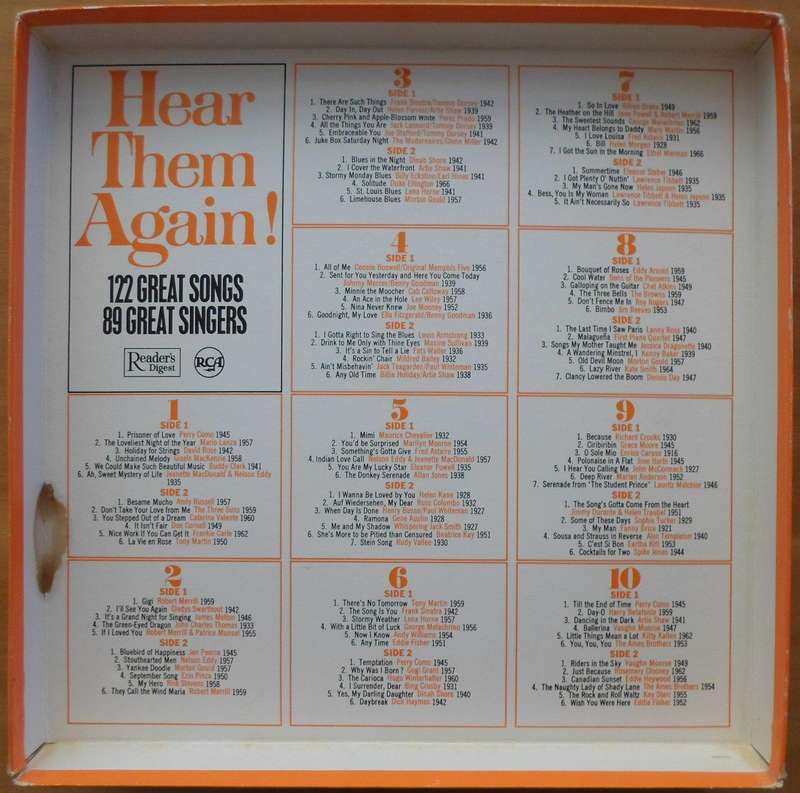 Hear
Them
Again!
122 GREAT SONGS
89 GREAT SINGERS
Reader's
Digest
RCA
1
SIDE 1
1. Prisoner of Love Perry Como 1945
2. The Loveliest Night of the Year Mario Lanza 1957
3. Holiday for Strings David Rose 1942
4. Unchained Melody Gisele MacKenzie 1958
5. We Could Make Such Beautiful Music Buddy Clark 1941
6. Ah, Sweet Mystery of Life Jeanette MacDonald & Nelson Eddy
1935
SIDE 2
1. Besame Mucho Andy Russell 1957
2. Don't Take Your Love from Me The Three Suns 1959
3. You Stepped Out of a Dream Caterina Valente 1960
4. It Isn't Fair Don Cornell 1949
5. Nice Work if You Can Get It Frankie Carle 1962
6. La Vie en Rose Tony Martin 1950
2
SIDE 1
1. Gigi Robert Merrill 1959
2. I'll See You Again Gladys Swarthout 1942
3. It's a Grand Night for Singing James Melton 1946
4. The Green-Eyed Dragon John Charles Thomas 1933
5. If I Loved You Robert Merrill & Patrice Munsel 1955
SIDE 2
1. Bluebird of Happiness Jan Peerce 1945
2. Stouthearted Men Nelson Eddy 1957
3. Yankee Doodle Morton Gould 1957
4. September Song Ezio Pinza 1950
5. My Hero Risë Stevens 1958
6. They Call the Wind Maria Robert Merrill 1959
3
SIDE 1
1. There Are Such Things Frank Sinatra/Tommy Dorsey 1942
2. Day In, Day Out Helen Forrest/Artie Shaw 1939
3. Cherry Pink and Apple-Blossom White Perez Prado 1959
4. All the Things You Are Jack Leonard/Tommy Dorsey 1939
5. Embraceable You Jo Stafford/Tommy Dorsey 1941
6. Juke Box Saturday Night The Modernaires/Glenn Miller 1942
SIDE 2
1. Blues in the Night Dinah Shore 1942
2. I Cover the Waterfront Artie Shaw 1941
3. Stormy Monday Blues Billy Eckstine/Earl Hines 1941
4. Solitude Duke Ellington 1966
5. St. Louis Blues Lena Horne 1941
6. Limehouse Blues Morton Gould 1957
4
SIDE 1
1. All of Me Connie Boswell/Original Memphis Five 1956
2. Sent for You Yesterday and Here You Come Today
Johnny Mercer/Benny Goodman 1939
3. Minnie the Moocher Cab Calloway 1958
4. An Ace in the Hole Lee Wiley 1957
5. Nina Never Knew Joe Mooney 1952
6. Goodnight, My Love Ella Fitzgerald/Benny Goodman 1936
SIDE 2
1. I Gotta Right to Sing the Blues Louis Armstrong 1933
2. Drink to Me Only with Thine Eyes Maxine Sullivan 1939
3. It's a Sin to Tell a Lie Fats Waller 1936
4. Rockin' Chair Mildred Bailey 1932
5. Ain't Misbehavin' Jack Teagarden/Paul Whiteman 1935
6. Any Old Time Billie Holiday/Artie Shaw 1938
5
SIDE 1
1. Mimi Maurice Chevalier 1932
2. You'd be Surprised Marilyn Monroe 1954
3. Something's Gotta Give Fred Astaire 1955
4. Indian Love Call Nelson Eddy & Jeanette MacDonald 1957
5. You Are My Lucky Star Eleanor Powell 1935
6. The Donkey Serenade Allan Jones 1938
SIDE 2
1. I Wanna Be Loved by You Helen Kane 1928
2. Auf Wiedersehen, My Dear Russ Columbo 1932
3. When Day Is Done Henry Busse/Paul Whiteman 1927
4. Ramona Gene Austin 1928
5. Me and My Shadow Whispering Jack Smith 1927
6. She's More to Be Pitied than Censured Beatrice Kay 1951
7. Stein Song Rudy Vallee 1930
6
SIDE 1
1. There's No Tomorrow Tony Martin 1959
2. The Song Is You Frank Sinatra 1942
3. Stormy Weather Lena Horne 1957
4. With a Little Bit of Luck George Melachrino 1956
5. Now I Know Andy Williams 1954
6. Any Time Eddie Fisher 1951
SIDE 2
1. Temptation Perry Como 1945
2. Why Was I Born? Gogi Grant 1957
3. The Carioca Hugo Winterhalter 1960
4. I Surrender, Dear Bing Crosby 1931
5. Yes, My Darling Daughter Dinah Shore 1940
6. Daybreak Dick Haymes 1942
7
SIDE 1
1. So In Love Alfred Drake 1949
2. The Heather on the Hill Jane Powell & Robert Merrill 1959
3. The Sweetest Sounds George Melachrino 1962
4. My Heart Belongs to Daddy Mary Martin 1956
5. I Love Louisa Fred Astaire 1931
6. Bill Helen Morgan 1928
7. I Got the Sun in the Morning Ethel Merman 1966
SIDE 2
1. Summertime Eleanor Steber 1946
2. I Got Plenty O' Nuttin' Lawrence Tibbett 1935
3. My Man's Gone Now Helen Jepson 1935
4. Bess, You Is My Woman Lawrence Tibbett & Helen Jepson 1935
5. It Ain't Necessarily So Lawrence Tibbett 1935
8
SIDE 1
1. Bouquet of Roses Eddy Arnold 1959
2. Cool Water Sons of the Pioneers 1945
3. Galloping on the Guitar Chet Atkins 1949
4. The Three Bells The Browns 1959
5. Don't Fence Me In Roy Rogers 1947
6. Bimbo Jim Reeves 1953
SIDE 2
1. The Last Time I Saw Paris Lanny Ross 1940
2. Malagueña First Piano Quartet 1947
3. Songs My Mother Taught Me Jessica Dragonette 1940
4. A Wandering Minstrel, I Kenny Baker 1939
5. Old Devil Moon Morton Gould 1957
6. Lazy River Kate Smith 1964
7. Clancy Lowered the Boom Dennis Day 1947
9
SIDE 1
1. Because Richard Crooks 1930
2. Ciribiribin Grace Moore 1945
3. O Sole Mio Enrico Caruso 1916
4. Polonaise in A Flat José Iturbi 1945
5. I Hear You Calling Me John McCormack 1927
6. Deep River Marian Anderson 1952
7. Serenade from 'The Student Prince' Lauritz Melchior 1946
SIDE 2
1. The Song's Gotta Come From the Heart
Jimmy Durante & Helen Traubel 1951
2. Some of These Days Sophie Tucker 1929
3. My Man Fanny Brice 1921
4. Sousa and Strauss in Reverse Alec Templeton 1940
5. C'est Si Bon Eartha Kitt 1953
6. Cocktails for Two Spike Jones 1944
10
SIDE 1
1. Till the End of Time Perry Como 1945
2. Day-O Harry Belafonte 1959
3. Dancing in the Dark Artie Shaw 1941
4. Ballerina Vaughn Monroe 1947
5. Little Things Mean a Lot Kitty Kallen 1962
6. You, You, You The Ames Brothers 1953
SIDE 2
1. Riders in the Sky Vaughn Monroe 1949
2. Just Because Rosemary Clooney 1962
3. Canadian Sunset Eddie Heywood 1956
4. The Naughty Lady of Shady Lane The Ames Brothers 1954
5. The Rock and Roll Waltz Kay Starr 1955
6. Wish You Were Here Eddie Fisher 1952